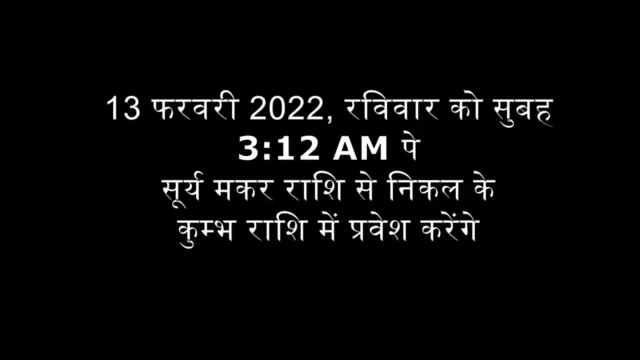 13 फरवरी 2022, रविवार को सुबह
3:12 AM पे
सूर्य मकर राशि से निकल के
कुम्भ राशि में प्रवेश करेंगे